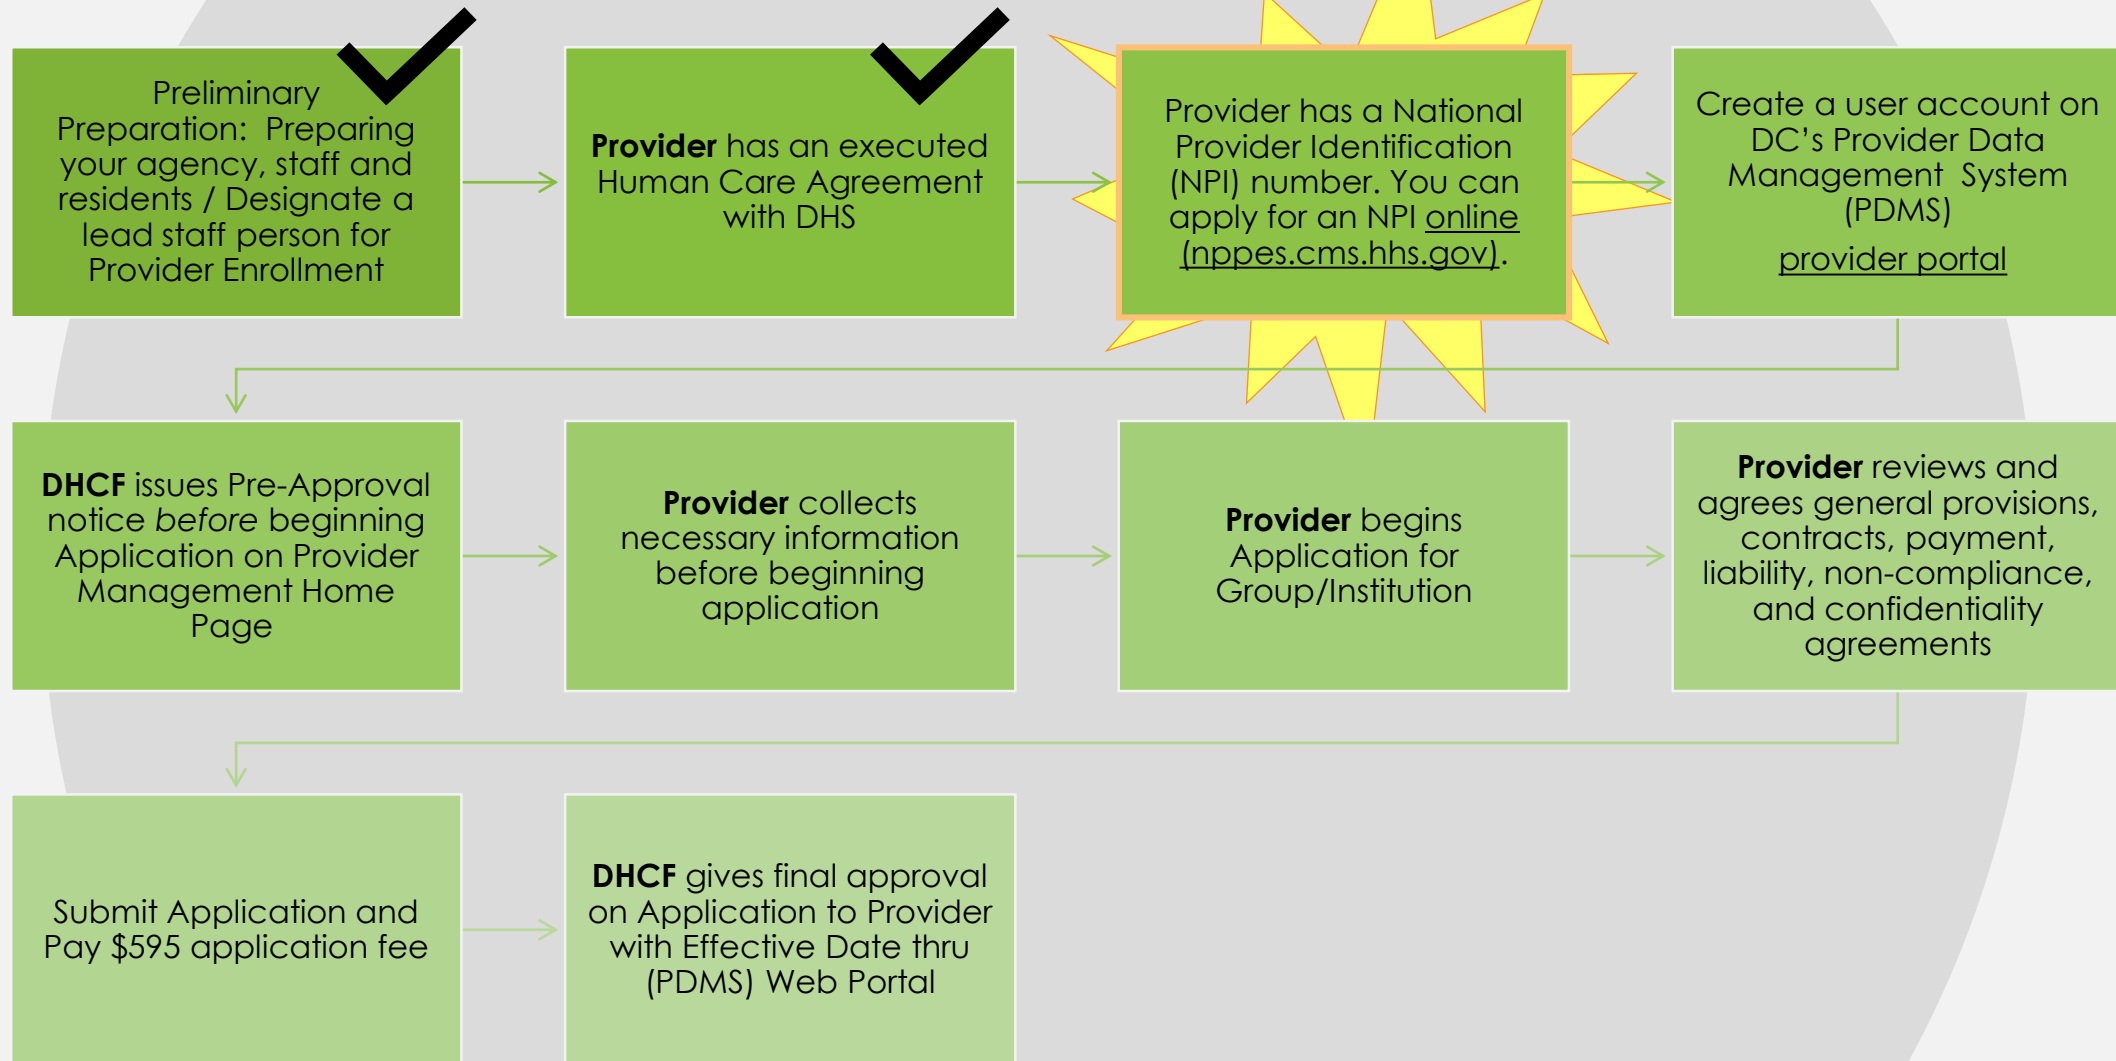 Preliminary
Preparation:  Preparing
your agency, staff and
residents / Designate a
lead staff person for
Provider Enrollment
Provider has an executed
Human Care Agreement
with DHS
Provider has a National
Provider Identification
(NPI) number. You can
apply for an NPI online
(nppes.cms.hhs.gov).
Create a user account on
DC’s Provider Data
Management  System
(PDMS)
provider portal
DHCF issues Pre-Approval
notice before beginning
Application on Provider
Management Home
Page
Provider collects
necessary information
before beginning
application
Provider begins
Application for
Group/Institution
Provider reviews and
agrees general provisions,
contracts, payment,
liability, non-compliance,
and confidentiality
agreements
Submit Application and
Pay $595 application fee
DHCF gives final approval
on Application to Provider
with Effective Date thru
(PDMS) Web Portal